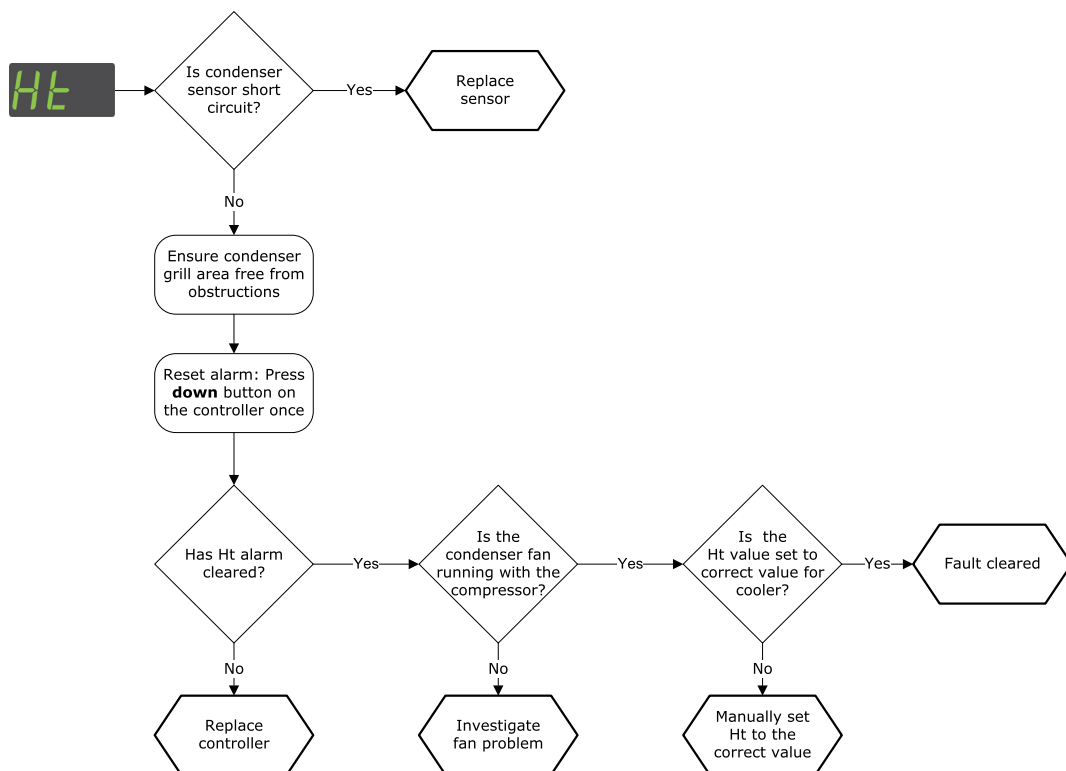 Ht
Is condenser
sensor short
circuit?
Yes
Replace
sensor
No
Ensure condenser
grill area free from
obstructions
Reset alarm: Press
down button on
the controller once
Has Ht alarm
cleared?
Yes
Is the
condenser fan
running with the
compressor?
Yes
Is the
Ht value set to
correct value for
cooler?
Yes
Fault cleared
No
Replace
controller
No
Investigate
fan problem
No
Manually set
Ht to the
correct value